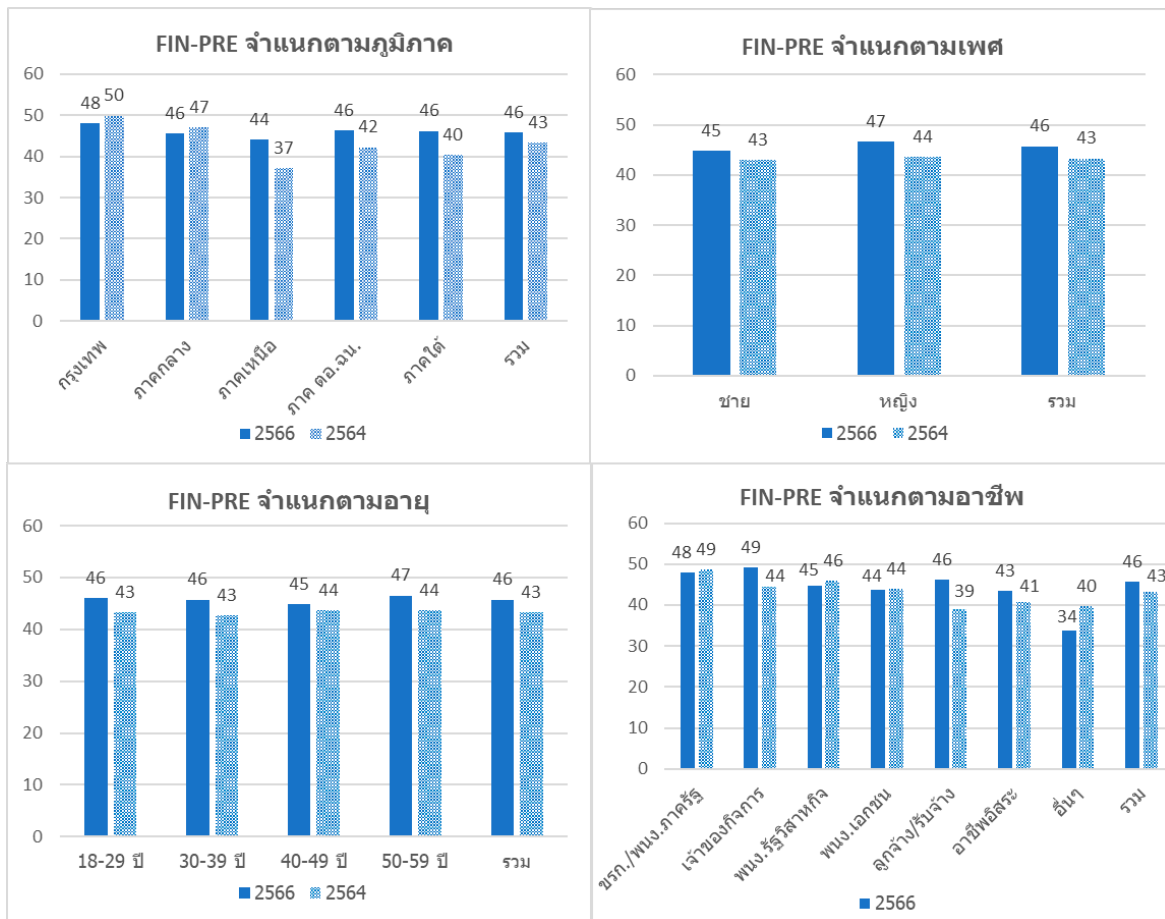 FIN-PRE จำแนกตามภูมิภาค
60
50
40
30
20
10
0
48 50
46 47
44 37
46 42
46 40
46 43
กรุงเทพ
ภาคกลาง
ภาคเหนือ
ภาค ตอ.ฉน.
ภาคใต้
รวม
2566 2564
FIN-PRE จำแนกตามเพศ
60
50
40
30
20
10
0
45 43
47 44
46 43
ชาย หญิง รวม
2566 2564
FIN-PRE จำแนกตามอายุ
60
50
40
30
20
10
0
46 43
46 43
45 44
47 44
46 43
18-29 ปี 30-39 ปี 40-49 ปี 50-59 ปี รวม
2566 2564
FIN-PRE จำแนกตามอาชีพ
60
50
40
30
20
10
0
48 49
49 44
45 46
44 44
46 39
43 41
34 40
46 43
ขรก./พนง.ภาครัฐ
เจ้าของกิจการ
พนง.รัฐวิสาหกิจ
พนง.เอกชน
ลูกจ้าง/รับจ้าง
อาชีพอิสระ
อื่นๆ
รวม
2566